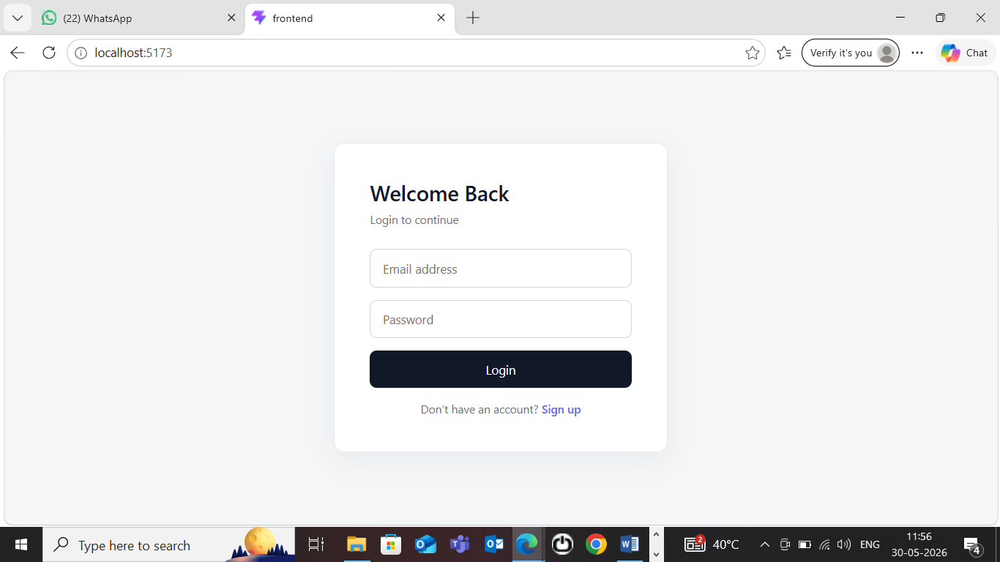 (22) WhatsApp
frontend
localhost:5173
Verify it's you
Chat
Welcome Back
Login to continue
Email address
Password
Login
Don't have an account? Sign up
Type here to search
2
40°C
ENG
11:56
30-05-2026
4